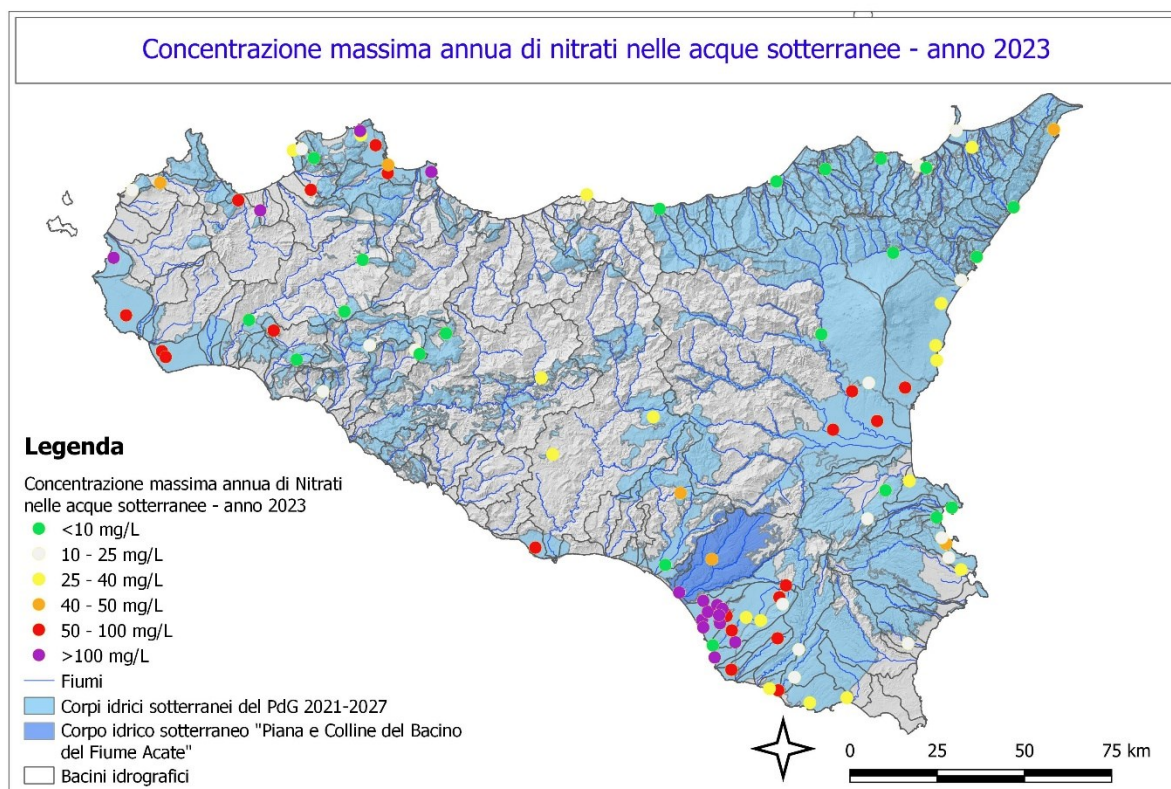 Concentrazione massima annua di nitrati nelle acque sotterranee - anno 2023
Legenda
Concentrazione massima annua di Nitrati
nelle acque sotterranee - anno 2023
<10 mg/L
10 - 25 mg/L
25 - 40 mg/L
40 - 50 mg/L
50 - 100 mg/L
>100 mg/L
Fiumi
Corpi idrici sotterranei del PdG 2021-2027
Corpo idrico sotterraneo "Piana e Colline del Bacino
del Fiume Acate"
Bacini idrografici
0 25 50 75 km